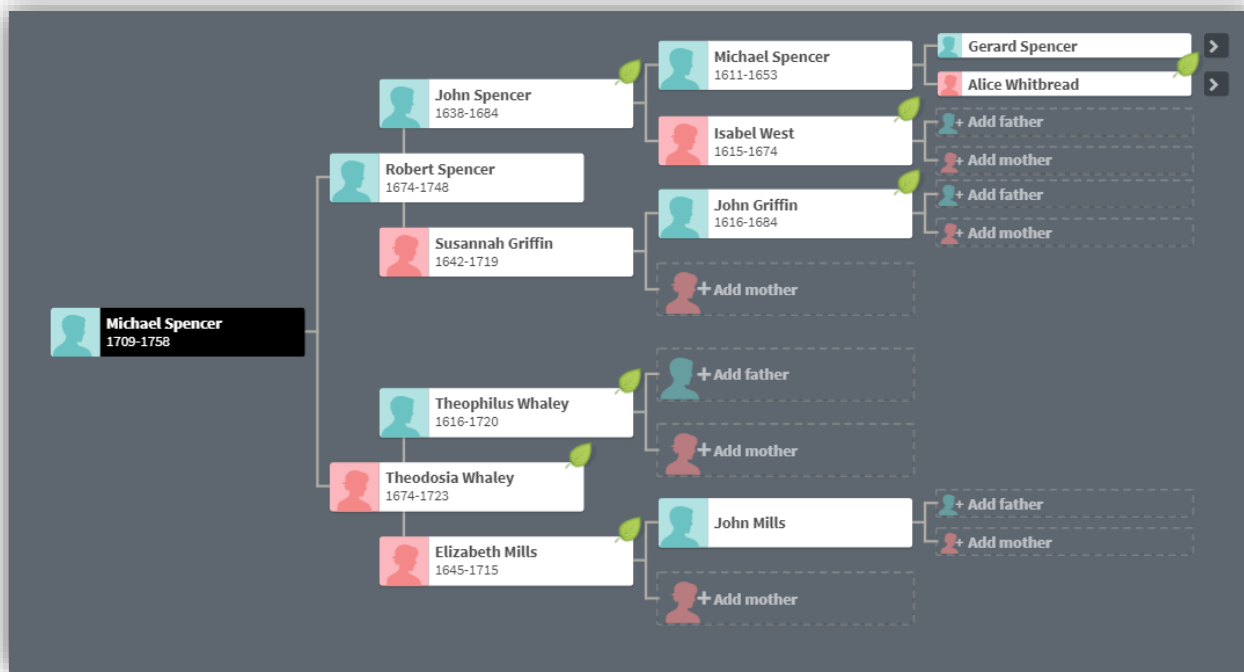 Gerard Spencer
Michael Spencer
1611-1653
Alice Whitbread
John Spencer
1638-1684
Add father
Isabel West
1615-1674
Add mother
Robert Spencer
1674-1748
Add father
John Griffin
1616-1684
Add mother
Susannah Griffin
1642-1719
Add mother
Michael Spencer
1709-1758
Add father
Theophilus Whaley
1616-1720
Add mother
Theodosia Whaley
1674-1723
Add father
John Mills
Add mother
Elizabeth Mills
1645-1715
Add mother